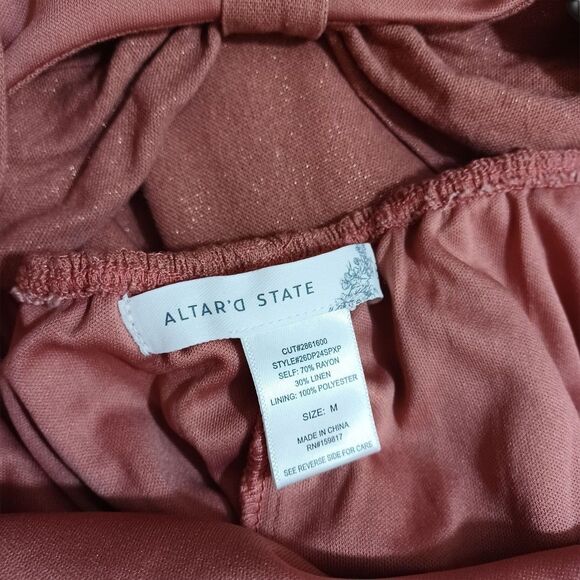 ALTAR'D STATE
CUT#2861600
STYLE#26DP24SPXP
SELF: 70% RAYON
30% LINEN
LINING: 100% POLYESTER
SIZE: M
MADE IN CHINA
RN#159817
SEE REVERSE SIDE FOR CARE